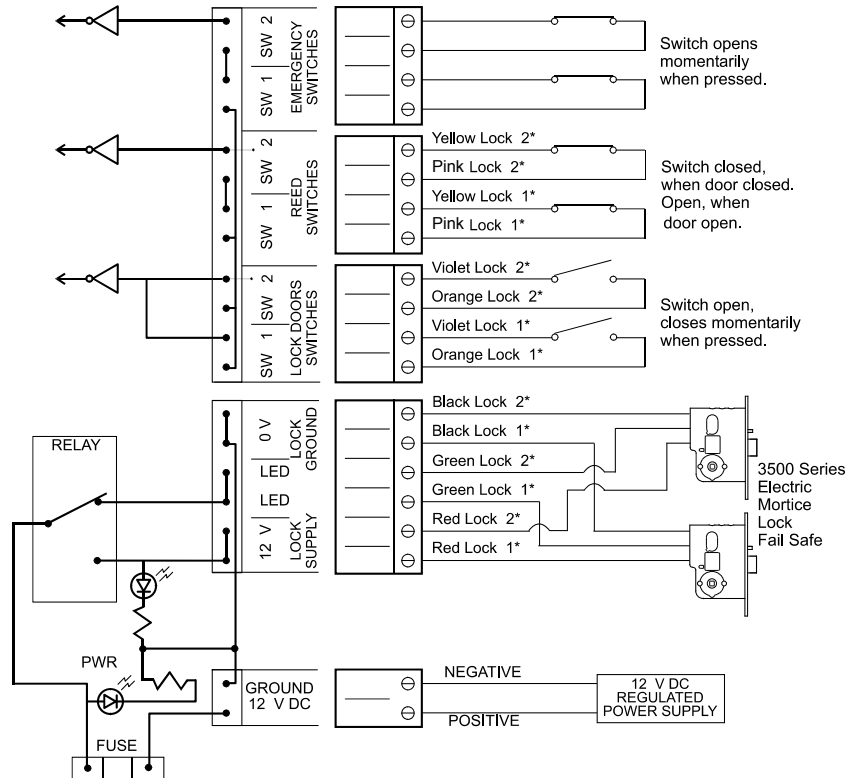 SW 2
SW 1
EMERGENCY
SWITCHES
Switch opens
momentarily
when pressed.
SW 2
SW 1
REED
SWITCHES
Yellow Lock 2*
Pink Lock 2*
Yellow Lock 1*
Pink Lock 1*
Switch closed,
when door closed.
Open, when
door open.
SW 2
SW 1
LOCK DOORS
SWITCHES
Violet Lock 2*
Orange Lock 2*
Violet Lock 1*
Orange Lock 1*
Switch open,
closes momentarily
when pressed.
RELAY
0 V
LOCK
GROUND
LED
LED
12 V
LOCK
SUPPLY
Black Lock 2*
Black Lock 1*
Green Lock 2*
Green Lock 1*
Red Lock 2*
Red Lock 1*
3500 Series
Electric
Mortice
Lock
Fail Safe
PWR
GROUND
12 V DC
NEGATIVE
POSITIVE
12 V DC
REGULATED
POWER SUPPLY
FUSE